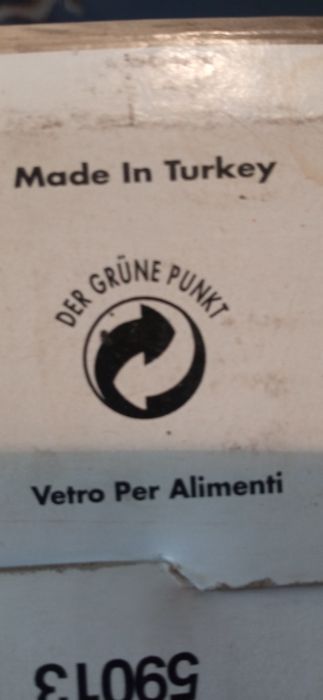 Made In Turkey
DER GRÜNE PUNKT
Vetro Per Alimenti
59013